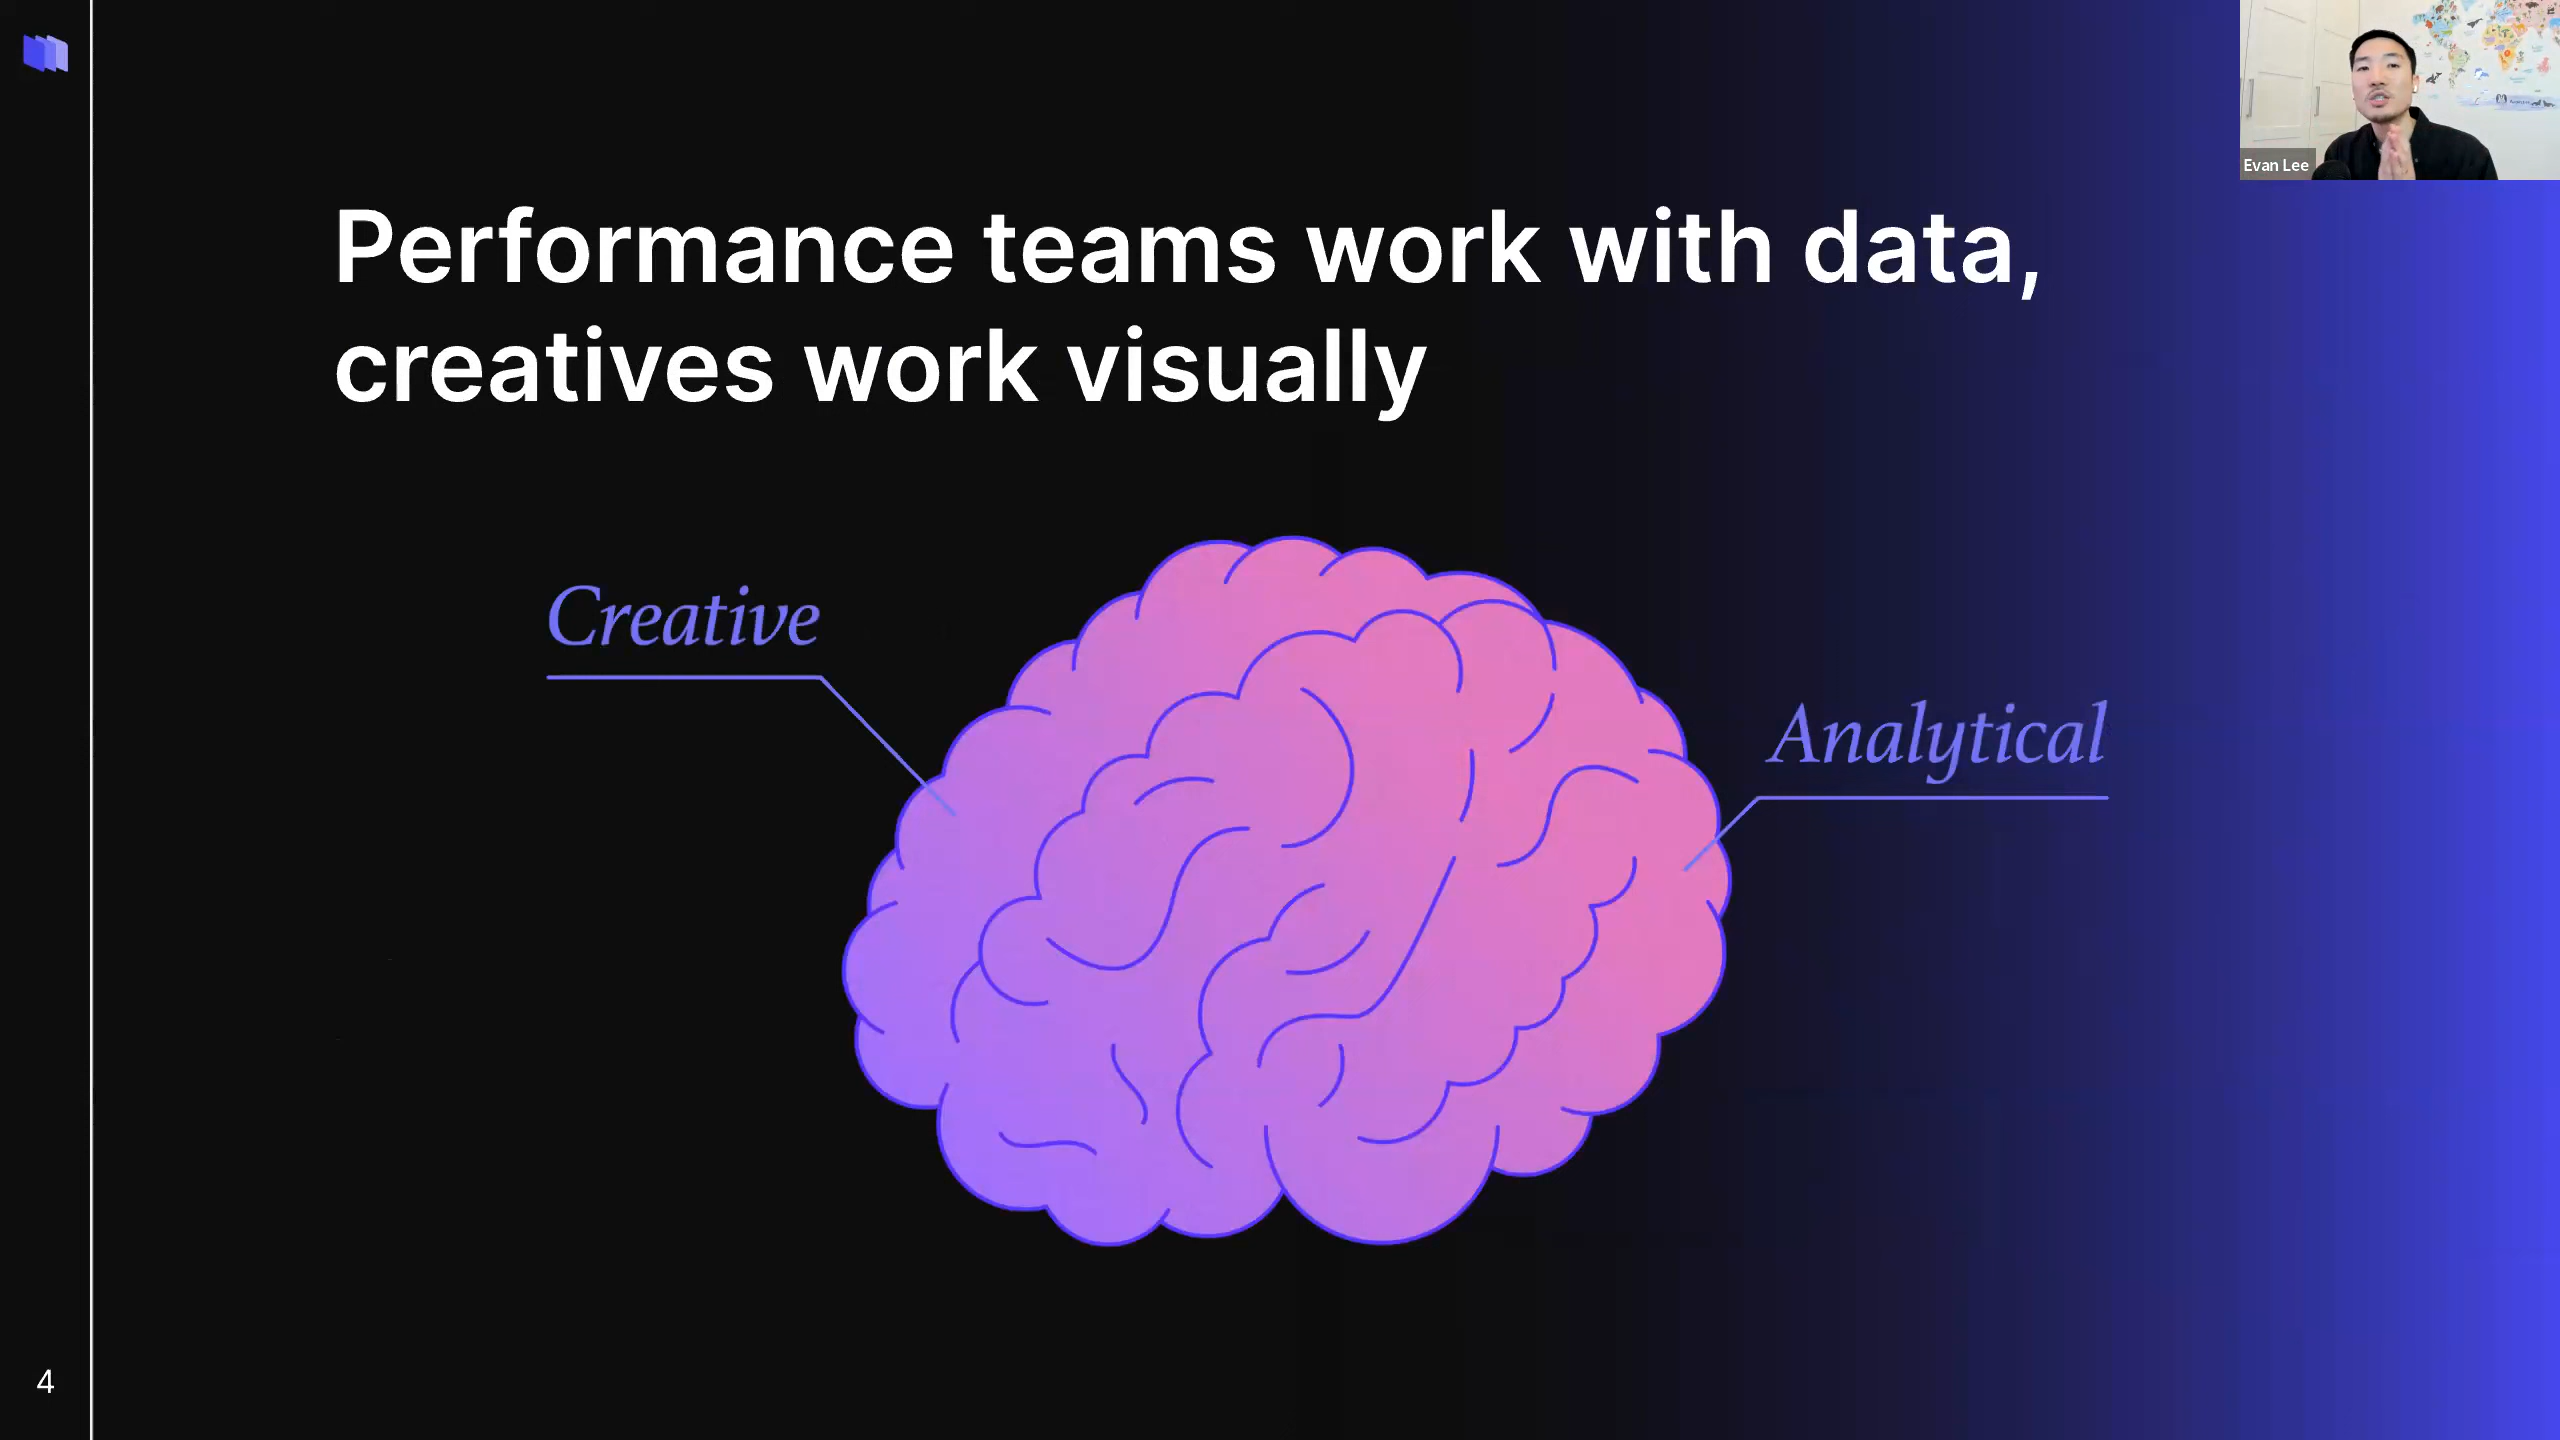 Performance teams work with data,
creatives work visually
Creative
Analytical
Evan Lee
4